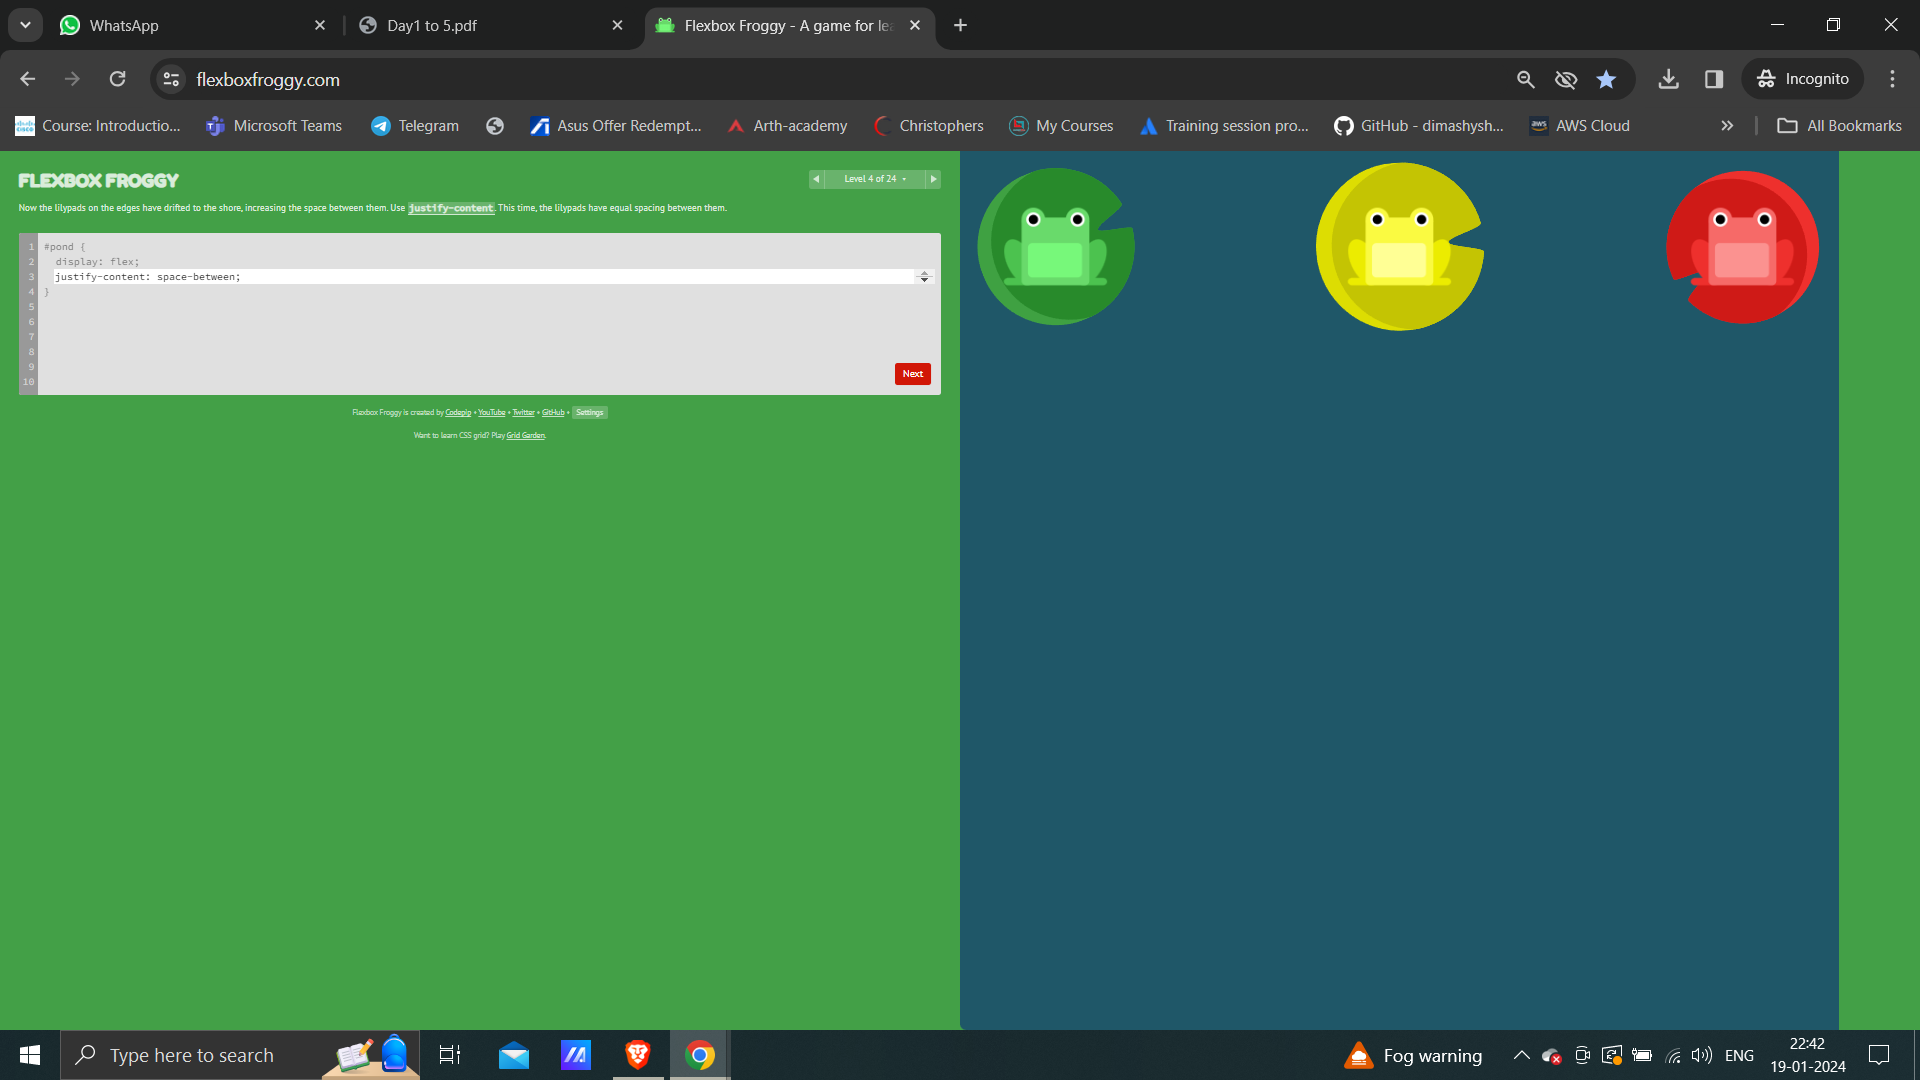 WhatsApp
Day1 to 5.pdf
Flexbox Froggy - A game for lea
flexboxfroggy.com
Incognito
Course: Introductio...
Microsoft Teams
Telegram
Asus Offer Redempt...
Arth-academy
Christophers
My Courses
Training session pro...
GitHub - dimashysh...
aws
AWS Cloud
All Bookmarks
FLEXBOX FROGGY
Level 4 of 24
Now the lilypads on the edges have drifted to the shore, increasing the space between them. Use justify-content. This time, the lilypads have equal spacing between them.
1 #pond {
2 display: flex;
3 justify-content: space-between;
4 }
5
6
7
8
9
10
Next
Flexbox Froggy is created by Codepip • YouTube • Twitter • GitHub • Settings
Want to learn CSS grid? Play Grid Garden.
Type here to search
Fog warning
ENG
22:42
19-01-2024